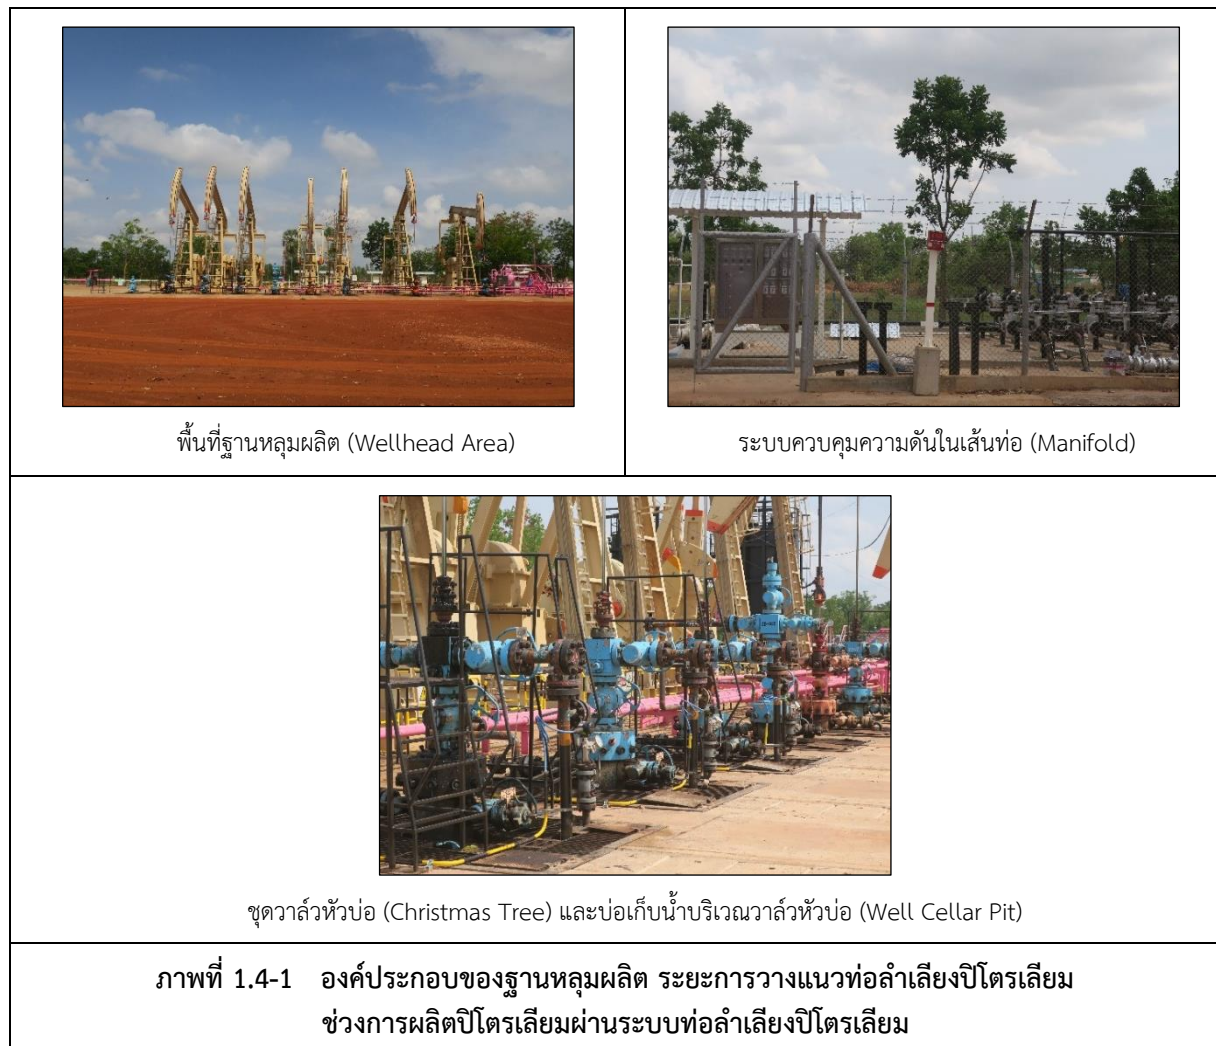 พื้นที่ฐานหลุมผลิต (Wellhead Area)
ระบบควบคุมความดันในเส้นท่อ (Manifold)
ชุดวาล์วหัวบ่อ (Christmas Tree) และบ่อเก็บน้ำบริเวณวาล์วหัวบ่อ (Well Cellar Pit)
ภาพที่ 1.4-1 องค์ประกอบของฐานหลุมผลิต ระยะการวางแนวท่อลำเลียงปิโตรเลียม
ช่วงการผลิตปิโตรเลียมผ่านระบบท่อลำเลียงปิโตรเลียม